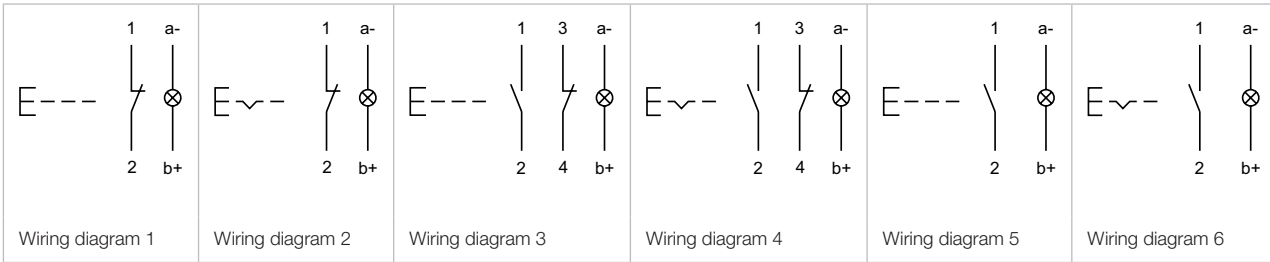 1 a-
2 b+
Wiring diagram 1
1 a-
2 b+
Wiring diagram 2
1 3 a-
2 4 b+
Wiring diagram 3
1 3 a-
2 4 b+
Wiring diagram 4
1 a-
2 b+
Wiring diagram 5
1 a-
2 b+
Wiring diagram 6